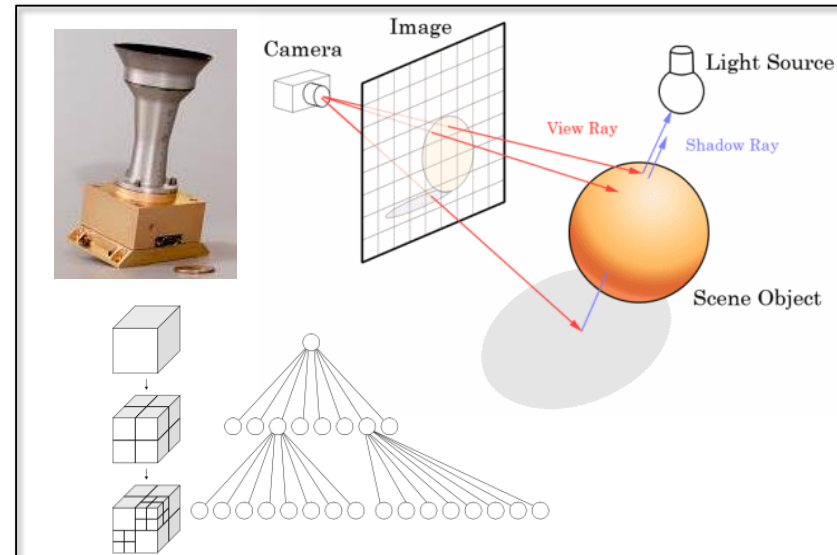 Image
Camera
Light Source
View Ray
Shadow Ray
Scene Object